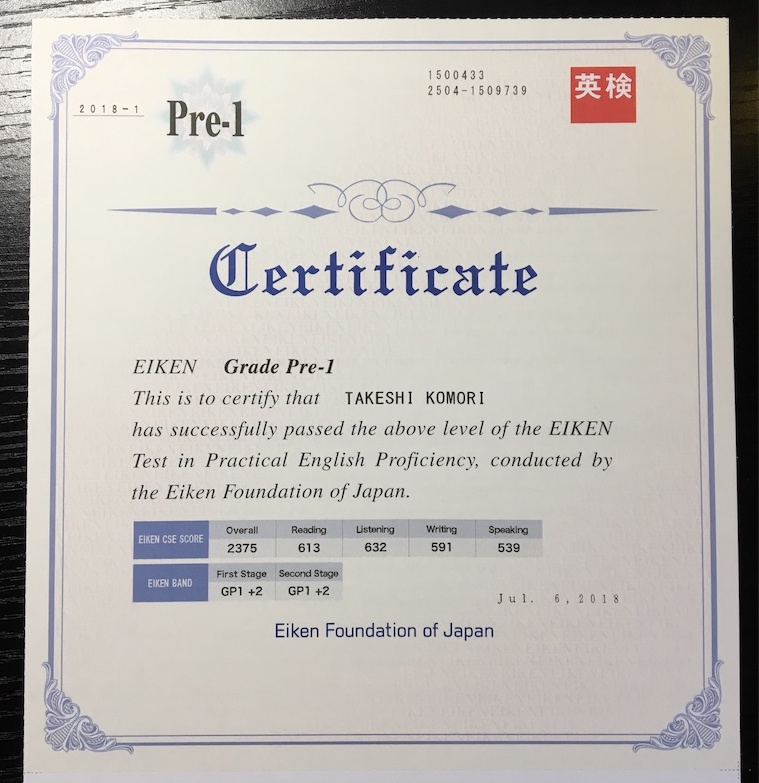 1500433
2504-1509739
英検
2018-1
Pre-1
Certificate
EIKEN Grade Pre-1
This is to certify that TAKESHI KOMORI
has successfully passed the above level of the EIKEN
Test in Practical English Proficiency, conducted by
the Eiken Foundation of Japan.
EIKEN CSE SCORE Overall Reading Listening Writing Speaking
2375 613 632 591 539
EIKEN BAND First Stage Second Stage
GP1 +2 GP1 +2
Jul. 6,2018
Eiken Foundation of Japan